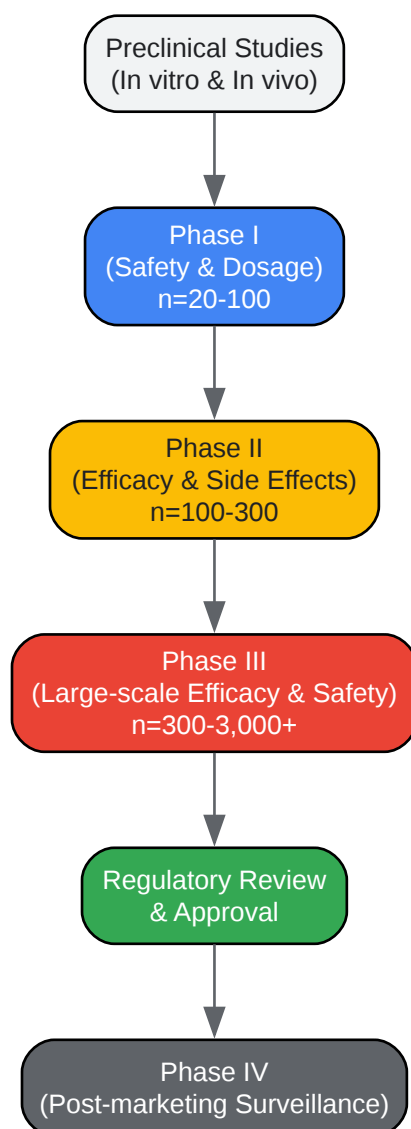 Preclinical Studies
(In vitro & In vivo)
Phase I
(Safety & Dosage)
n=20-100
Phase II
(Efficacy & Side Effects)
n=100-300
Phase III
(Large-scale Efficacy & Safety)
n=300-3,000+
Regulatory Review
& Approval
Phase IV
(Post-marketing Surveillance)